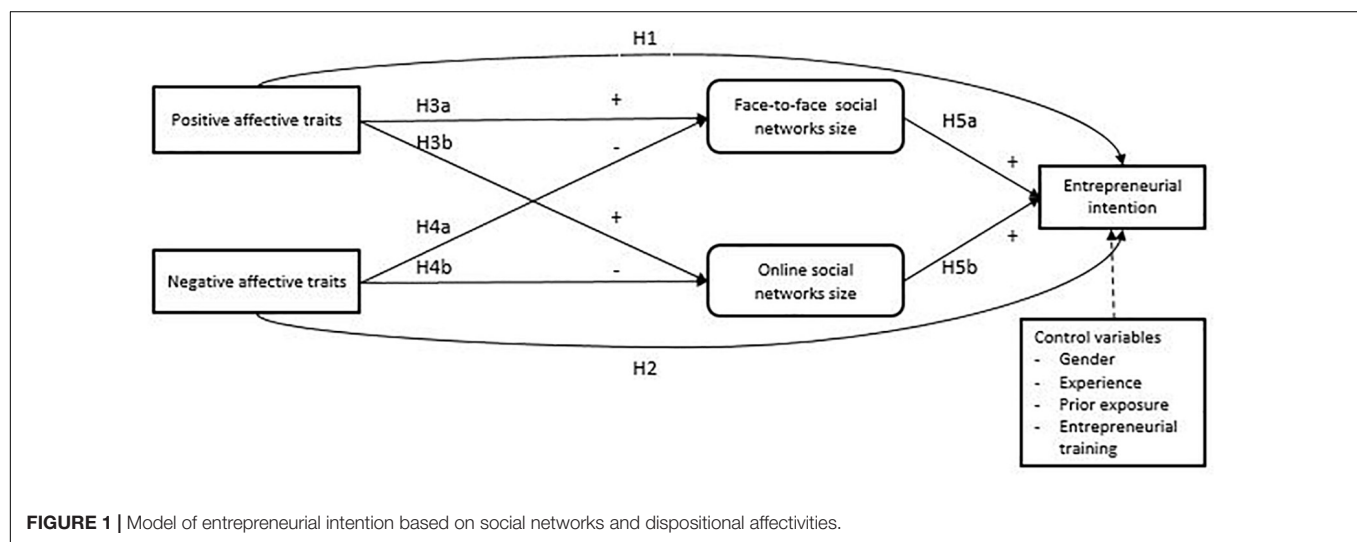 H1
Positive affective traits
H3a
+
Face-to-face social
networks size
H5a
H3b
-
+
Entrepreneurial
intention
H4a
+
+
Negative affective traits
H4b
-
Online social
networks size
H5b
H2
Control variables
- Gender
- Experience
- Prior exposure
- Entrepreneurial
training
FIGURE 1 | Model of entrepreneurial intention based on social networks and dispositional affectivities.